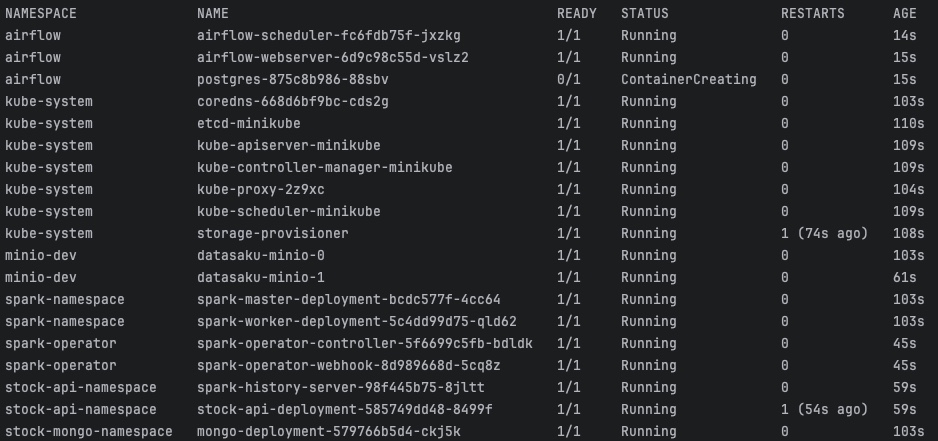 NAMESPACE NAME READY STATUS RESTARTS AGE
airflow airflow-scheduler-fc6fdb75f-jxzkg 1/1 Running 0 14s
airflow airflow-webserver-6d9c98c55d-vslz2 1/1 Running 0 15s
airflow postgres-875c8b986-88sbv 0/1 ContainerCreating 0 15s
kube-system coredns-668d6bf9bc-cds2g 1/1 Running 0 103s
kube-system etcd-minikube 1/1 Running 0 110s
kube-system kube-apiserver-minikube 1/1 Running 0 109s
kube-system kube-controller-manager-minikube 1/1 Running 0 109s
kube-system kube-proxy-2z9xc 1/1 Running 0 104s
kube-system kube-scheduler-minikube 1/1 Running 0 109s
kube-system storage-provisioner 1/1 Running 1 (74s ago) 108s
minio-dev datasaku-minio-0 1/1 Running 0 103s
minio-dev datasaku-minio-1 1/1 Running 0 61s
spark-namespace spark-master-deployment-bcdc577f-4cc64 1/1 Running 0 103s
spark-namespace spark-worker-deployment-5c4dd99d75-qld62 1/1 Running 0 103s
spark-operator spark-operator-controller-5f6699c5fb-bdldk 1/1 Running 0 45s
spark-operator spark-operator-webhook-8d989668d-5cq8z 1/1 Running 0 45s
stock-api-namespace spark-history-server-98f445b75-8jltt 1/1 Running 0 59s
stock-api-namespace stock-api-deployment-585749dd48-8499f 1/1 Running 1 (54s ago) 59s
stock-mongo-namespace mongo-deployment-579766b5d4-ckj5k 1/1 Running 0 103s